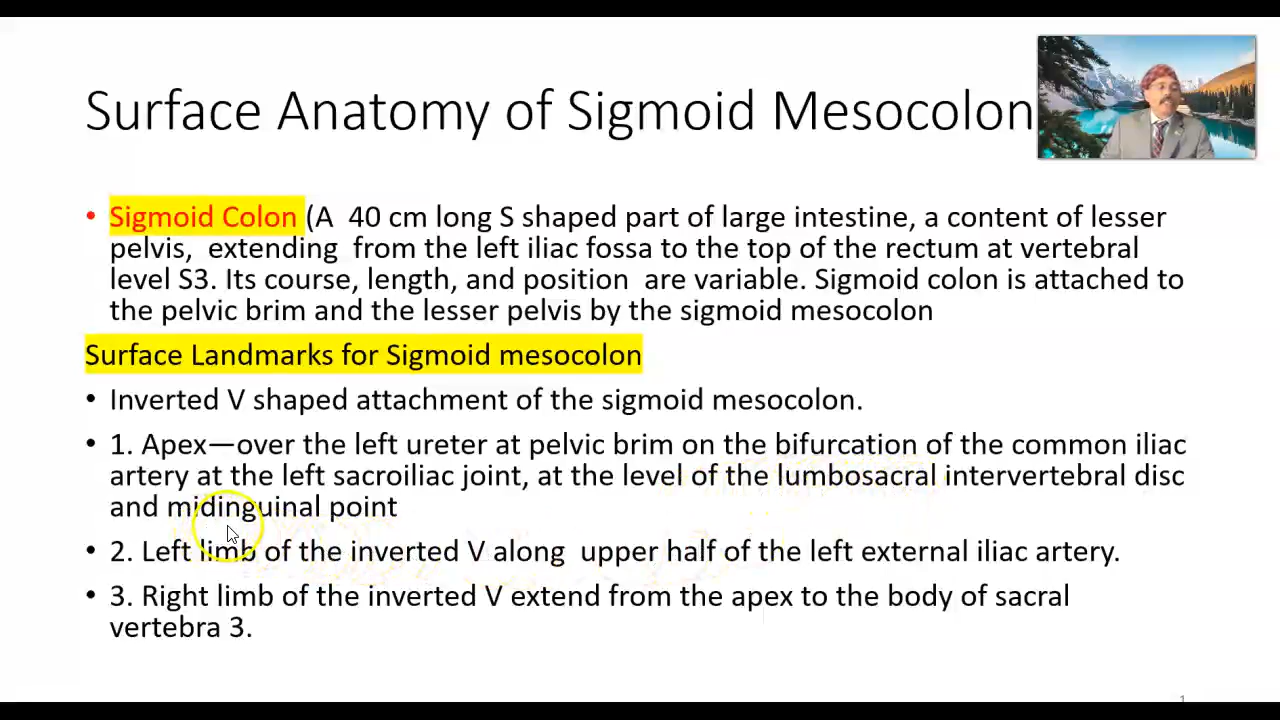 Surface Anatomy of Sigmoid Mesocolon
• Sigmoid Colon (A 40 cm long S shaped part of large intestine, a content of lesser
pelvis, extending from the left iliac fossa to the top of the rectum at vertebral
level S3. Its course, length, and position are variable. Sigmoid colon is attached to
the pelvic brim and the lesser pelvis by the sigmoid mesocolon
Surface Landmarks for Sigmoid mesocolon
• Inverted V shaped attachment of the sigmoid mesocolon.
• 1. Apex—over the left ureter at pelvic brim on the bifurcation of the common iliac
artery at the left sacroiliac joint, at the level of the lumbosacral intervertebral disc
and midinguinal point
• 2. Left limb of the inverted V along upper half of the left external iliac artery.
• 3. Right limb of the inverted V extend from the apex to the body of sacral
vertebra 3.
1